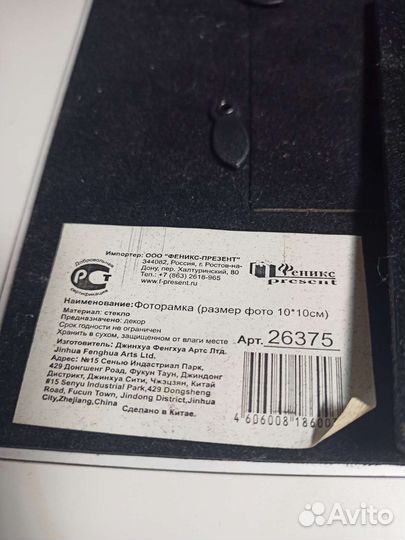 Добровольная
РСТ
сертификация
Импортер: ООО "ФЕНИКС-ПРЕЗЕНТ"
344082, Россия, г. Ростов-на-
Дону, пер. Халтуринский, 80
Тел.: +7 (863) 2618-965
www.f-present.ru
Феникс
present
Наименование:Фоторамка (размер фото 10*10см)
Материал: стекло
Предназначено: декор
Срок годности не ограничен
Хранить в сухом, защищенном от влаги месте
Изготовитель: Джинхуа Фенгхуа Артс Лтд.
Jinhua Fenghua Arts Ltd.
Адрес: №15 Сенью Индастриал Парк,
429 Донгшенг Роад, Фукун Таун, Джиндонг
Дистрикт, Джинхуа Сити, Чжэцзян, Китай
#15 Senyu Industrial Park,429 Dongsheng
Road, Fucun Town, Jindong District,Jinhua
City,Zhejiang,China
Сделано в Китае.
Арт. 26375
4 606008 18600
Avito